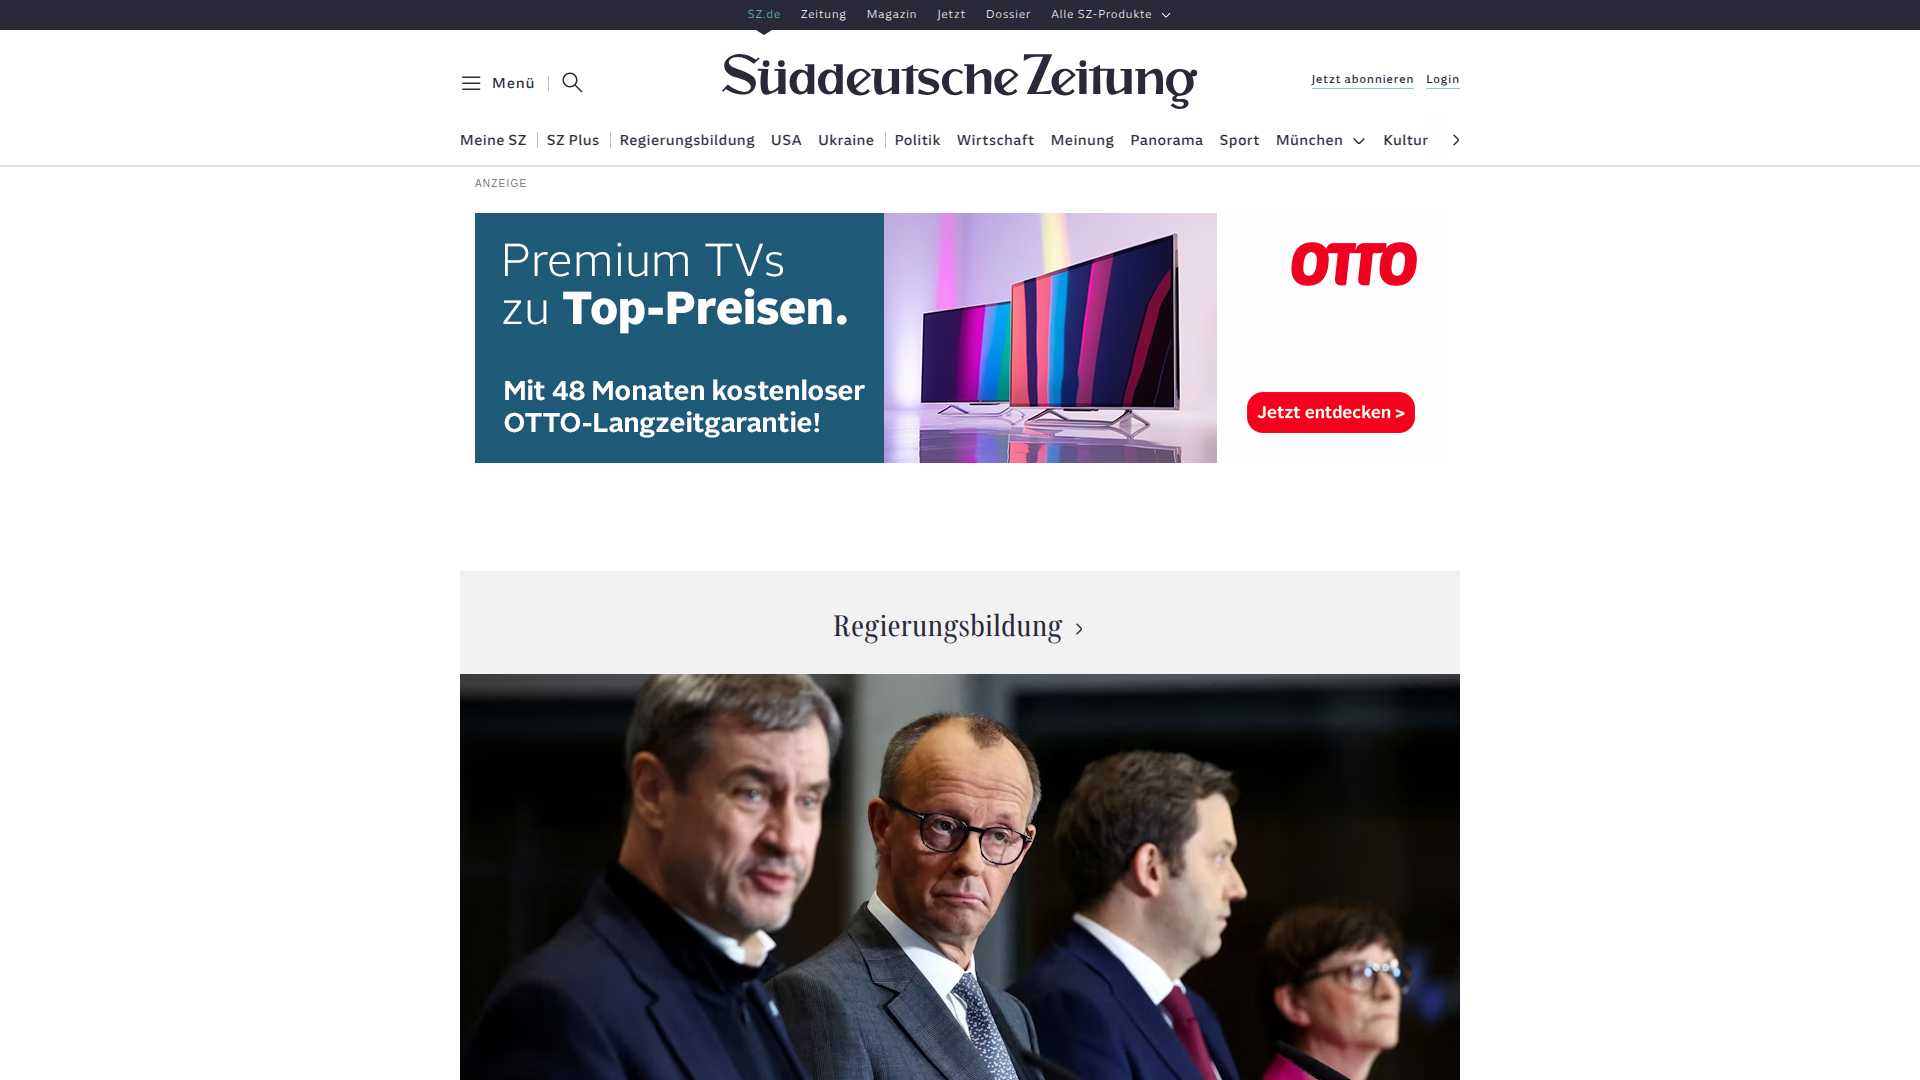 SZ.de Zeitung Magazin Jetzt Dossier Alle SZ-Produkte
Menü
Süddeutsche Zeitung
Jetzt abonnieren Login
Meine SZ SZ Plus Regierungsbildung USA Ukraine Politik Wirtschaft Meinung Panorama Sport München Kultur
ANZEIGE
Premium TVs
zu Top-Preisen.
Mit 48 Monaten kostenloser
OTTO-Langzeitgarantie!
OTTO
Jetzt entdecken >
Regierungsbildung